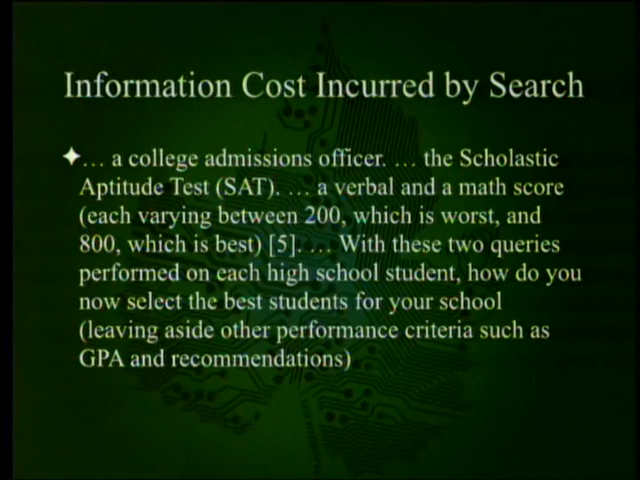 Information Cost Incurred by Search
✦… a college admissions officer. … the Scholastic
Aptitude Test (SAT). … a verbal and a math score
(each varying between 200, which is worst, and
800, which is best) [5]. … With these two queries
performed on each high school student, how do you
now select the best students for your school
(leaving aside other performance criteria such as
GPA and recommendations)